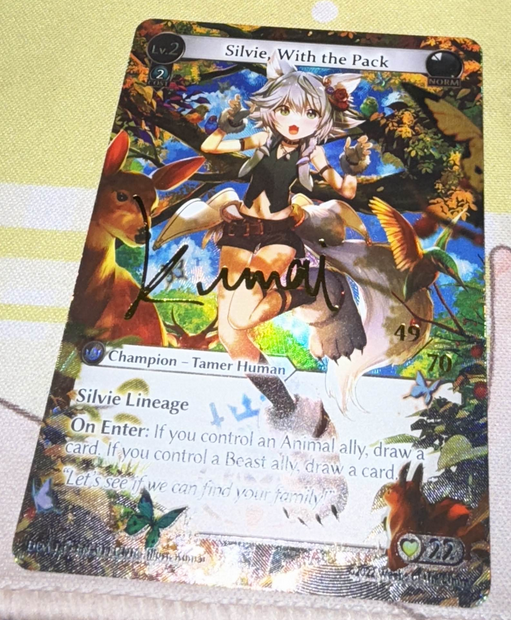 Lv.2
Silvie, With the Pack
2
COST
NORM
Kumai
49
70
Champion – Tamer Human
Silvie Lineage
On Enter: If you control an Animal ally, draw a
card. If you control a Beast ally, draw a card.
"Let's see if we can find your family!"
22